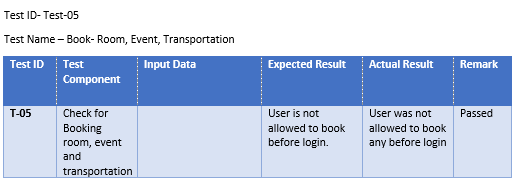 Test ID- Test-05
Test Name – Book- Room, Event, Transportation
Test ID Test Input Data Expected Result Actual Result Remark
Component
T-05 Check for User is not User was not Passed
Booking allowed to book allowed to book
room, event before login. any before login
and
transportation